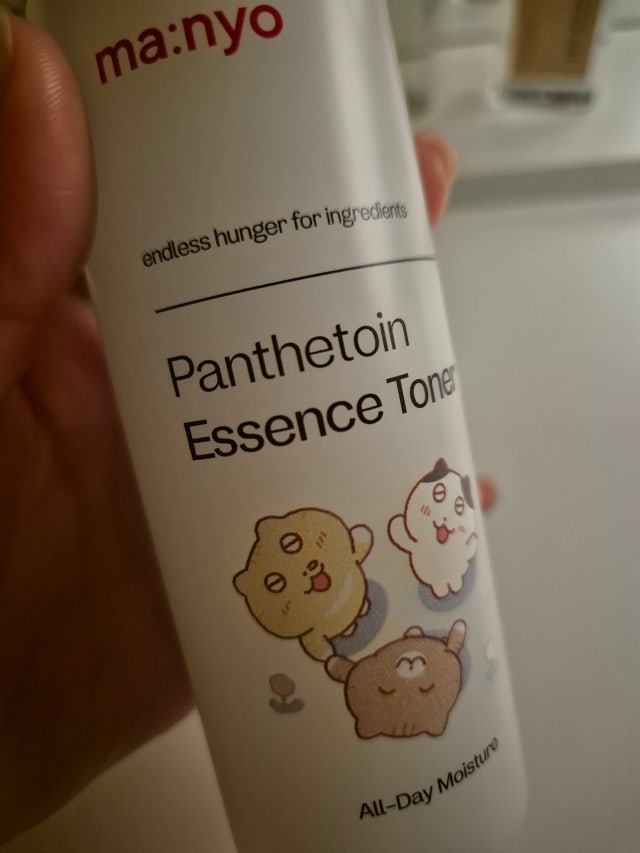 ma:nyo
endless hunger for ingredients
Panthetoin
Essence Toner
All-Day Moisture